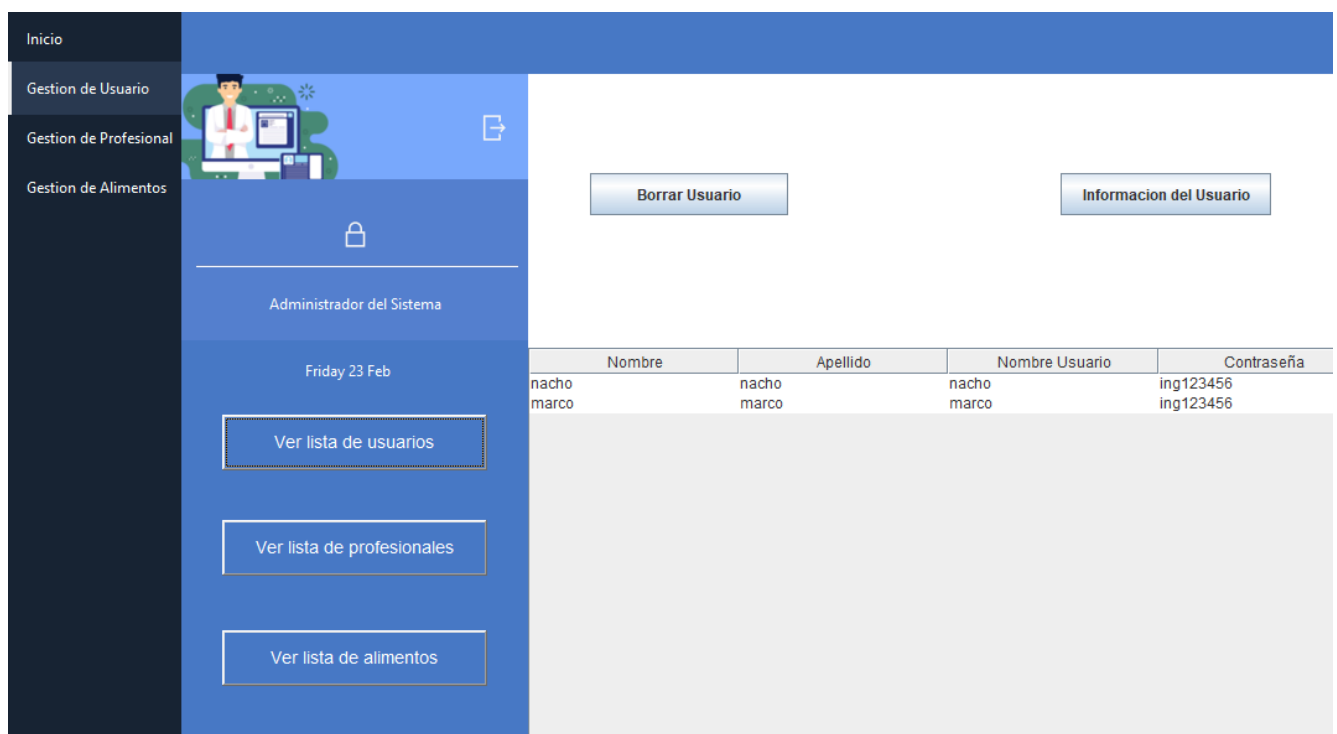 Inicio
Gestion de Usuario
Gestion de Profesional
Gestion de Alimentos
Administrador del Sistema
Friday 23 Feb
Ver lista de usuarios
Ver lista de profesionales
Ver lista de alimentos
Borrar Usuario
Informacion del Usuario
Nombre Apellido Nombre Usuario Contraseña
nacho nacho nacho ing123456
marco marco marco ing123456